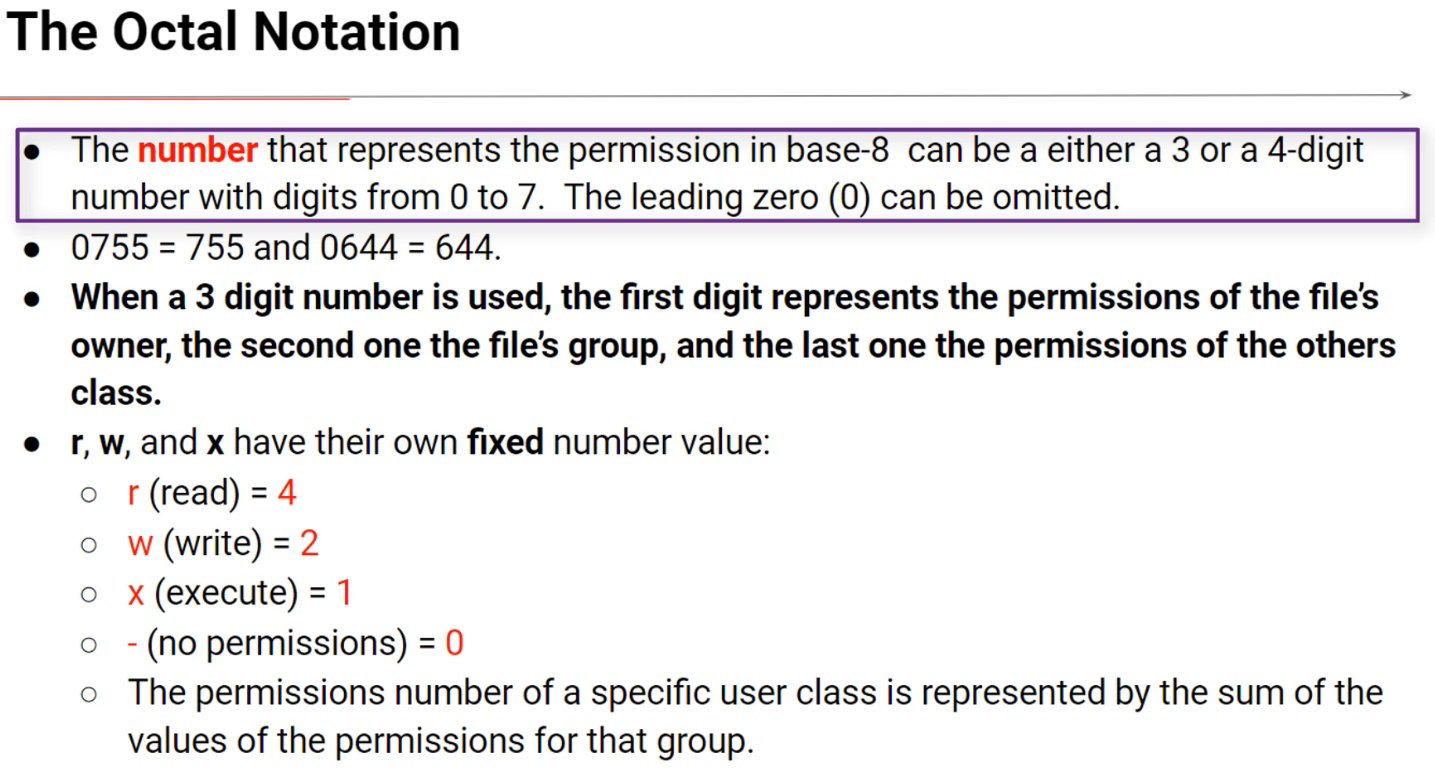 The Octal Notation
● The number that represents the permission in base-8 can be a either a 3 or a 4-digit
number with digits from 0 to 7. The leading zero (0) can be omitted.
● 0755 = 755 and 0644 = 644.
● When a 3 digit number is used, the first digit represents the permissions of the file’s
owner, the second one the file’s group, and the last one the permissions of the others
class.
● r, w, and x have their own fixed number value:
○ r (read) = 4
○ w (write) = 2
○ x (execute) = 1
○ - (no permissions) = 0
○ The permissions number of a specific user class is represented by the sum of the
values of the permissions for that group.